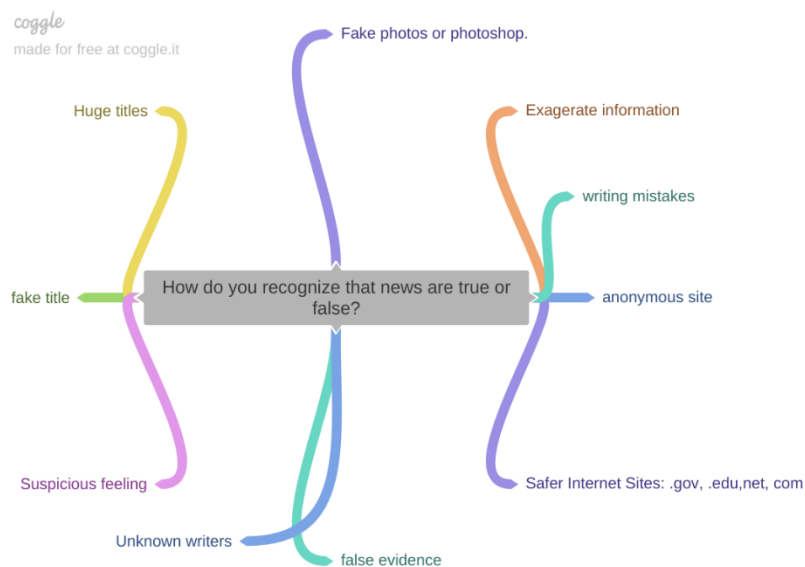 coggle
made for free at coggle.it
Fake photos or photoshop.
Huge titles
Exagerate information
writing mistakes
How do you recognize that news are true or
false?
fake title
anonymous site
Suspicious feeling
Safer Internet Sites: .gov, .edu,net, com
Unknown writers
false evidence